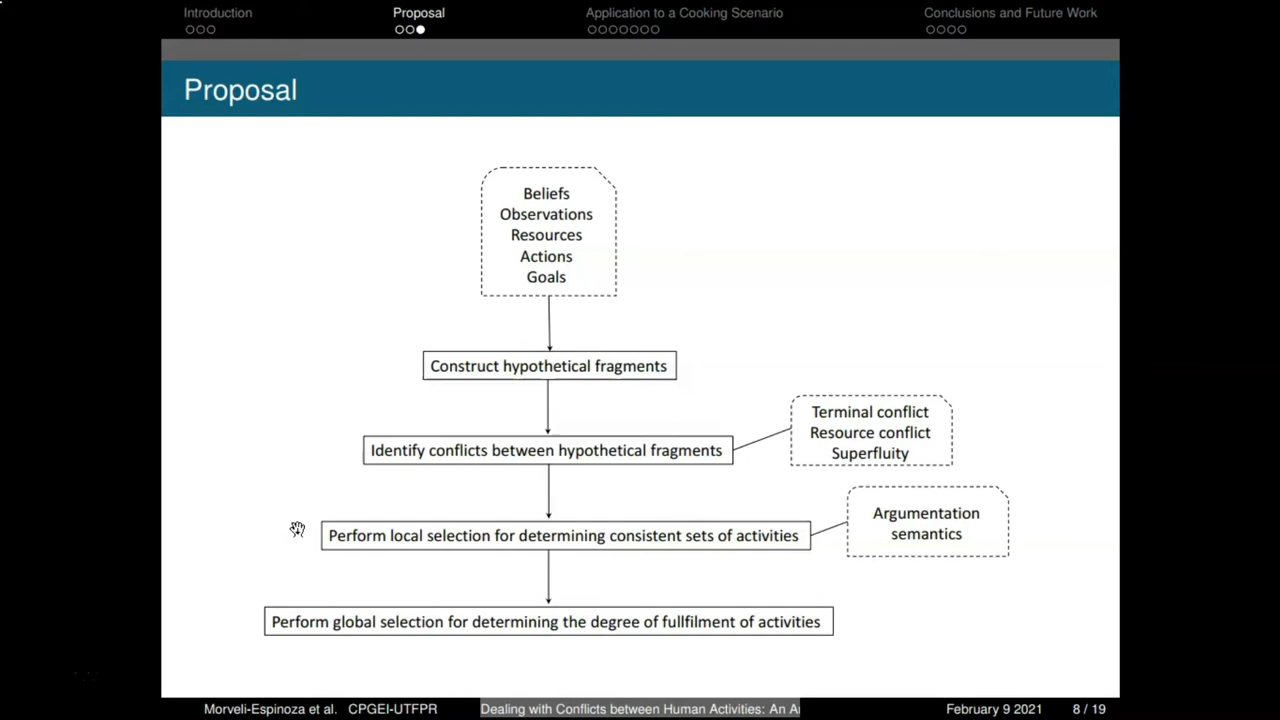 Introduction
Proposal
Application to a Cooking Scenario
Conclusions and Future Work
Proposal
Beliefs
Observations
Resources
Actions
Goals
Construct hypothetical fragments
Identify conflicts between hypothetical fragments
Terminal conflict
Resource conflict
Superfluity
Perform local selection for determining consistent sets of activities
Argumentation
semantics
Perform global selection for determining the degree of fullfilment of activities
Morveli-Espinoza et al. CPGEI-UTFPR
Dealing with Conflicts between Human Activities: An A
February 9 2021
8 / 19